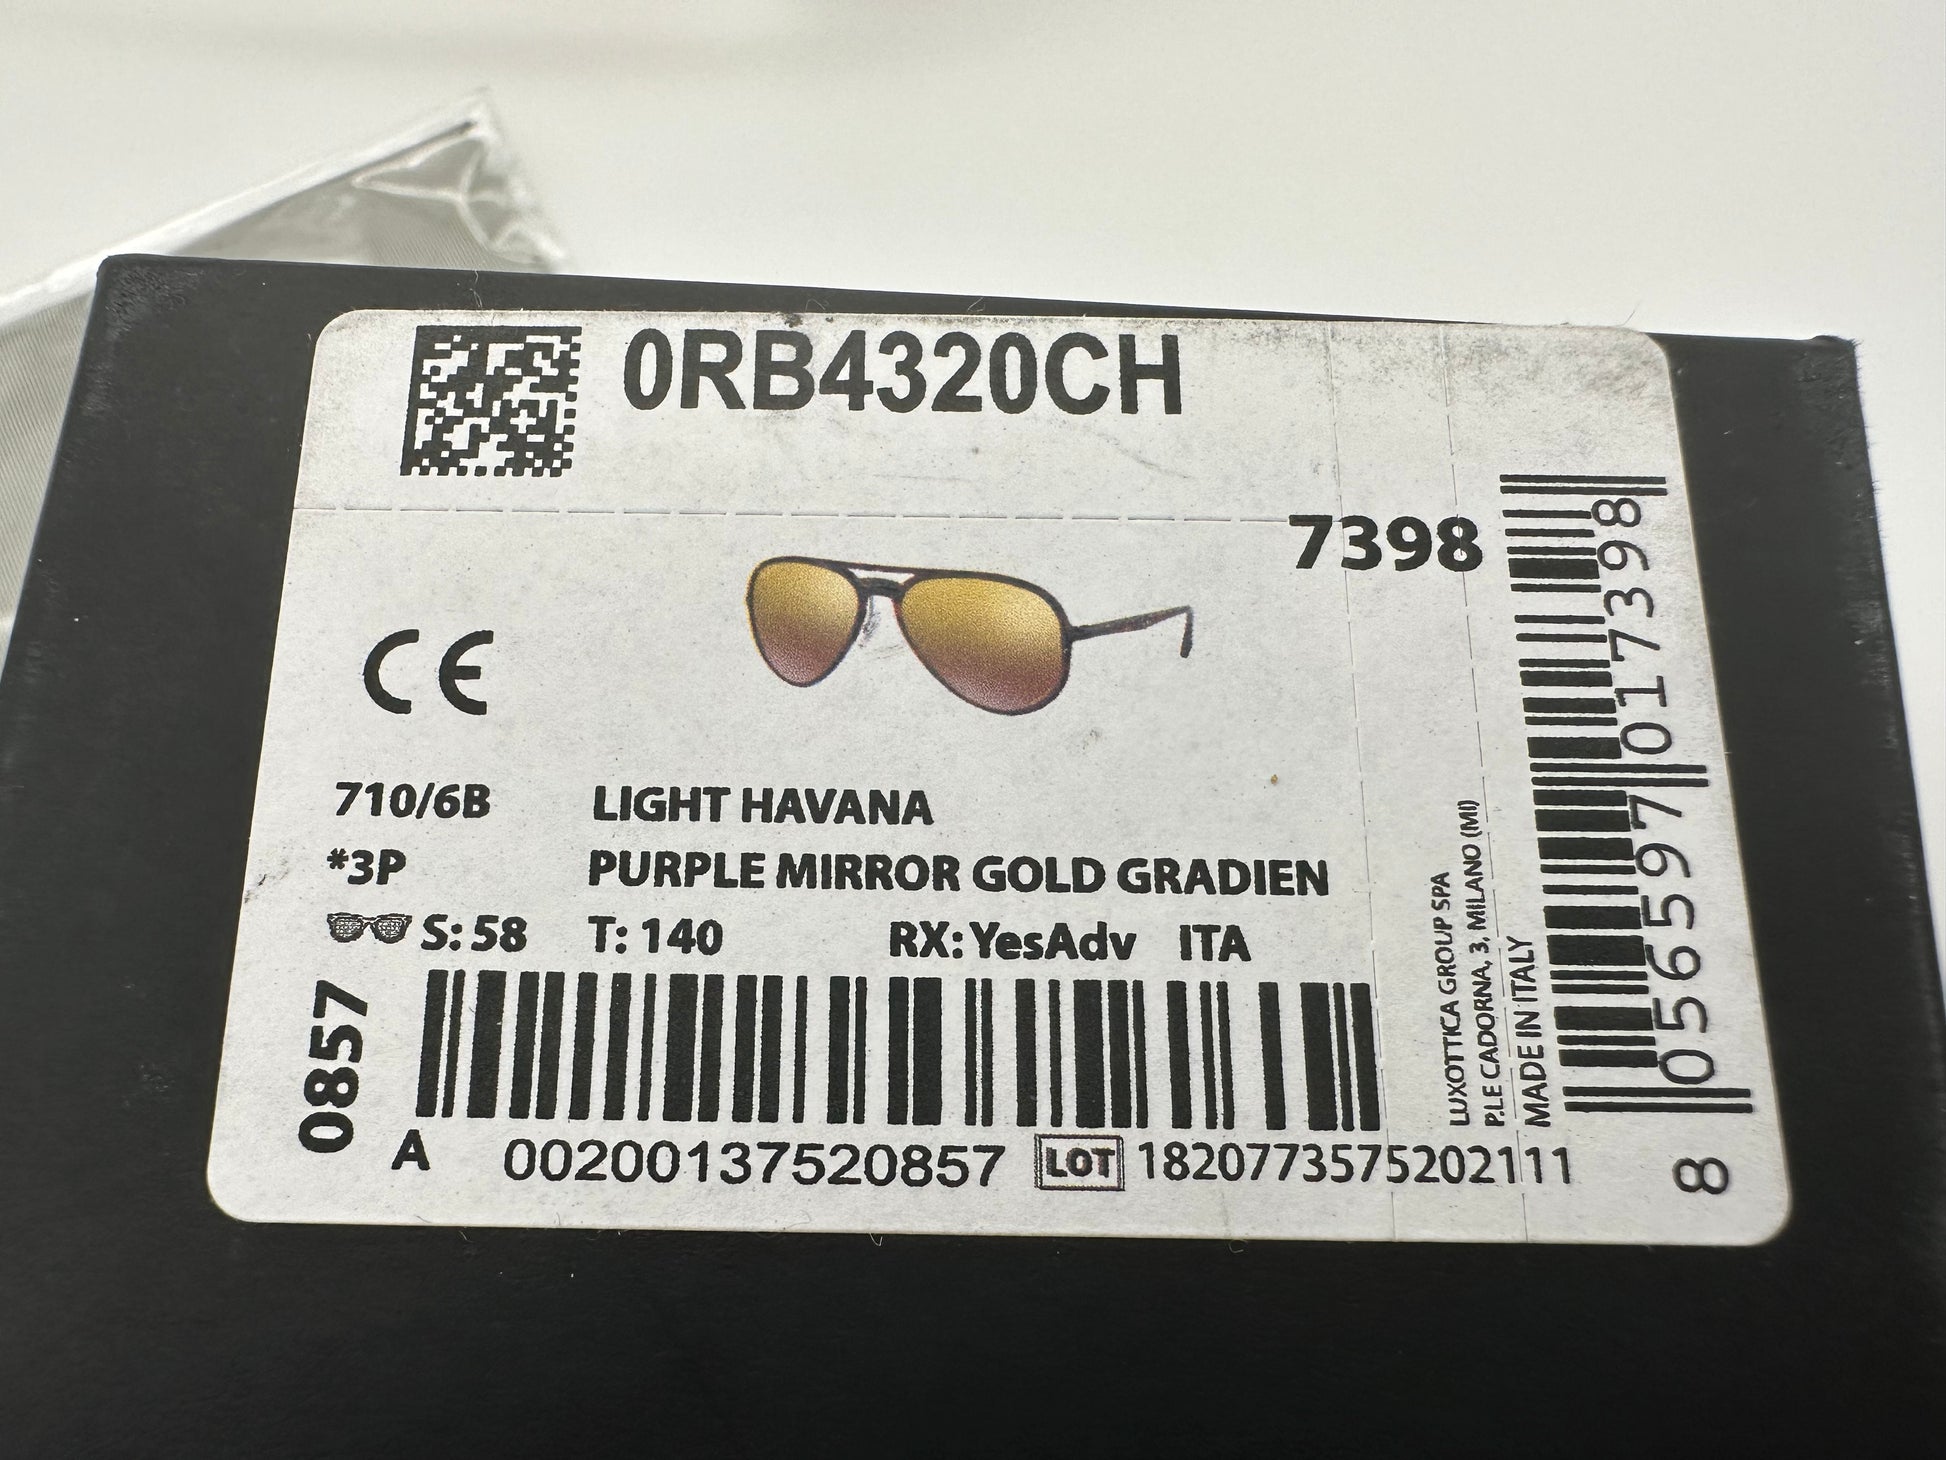 0RB4320CH
7398
CE
710/6B LIGHT HAVANA
*3P PURPLE MIRROR GOLD GRADIEN
S: 58 T: 140 RX: YesAdv ITA
0857
A 00200137520857 LOT 1820773575202111
LUXOTTICA GROUP SPA
P.LE CADORNA, 3, MILANO (MI)
MADE IN ITALY
8 056597 017398